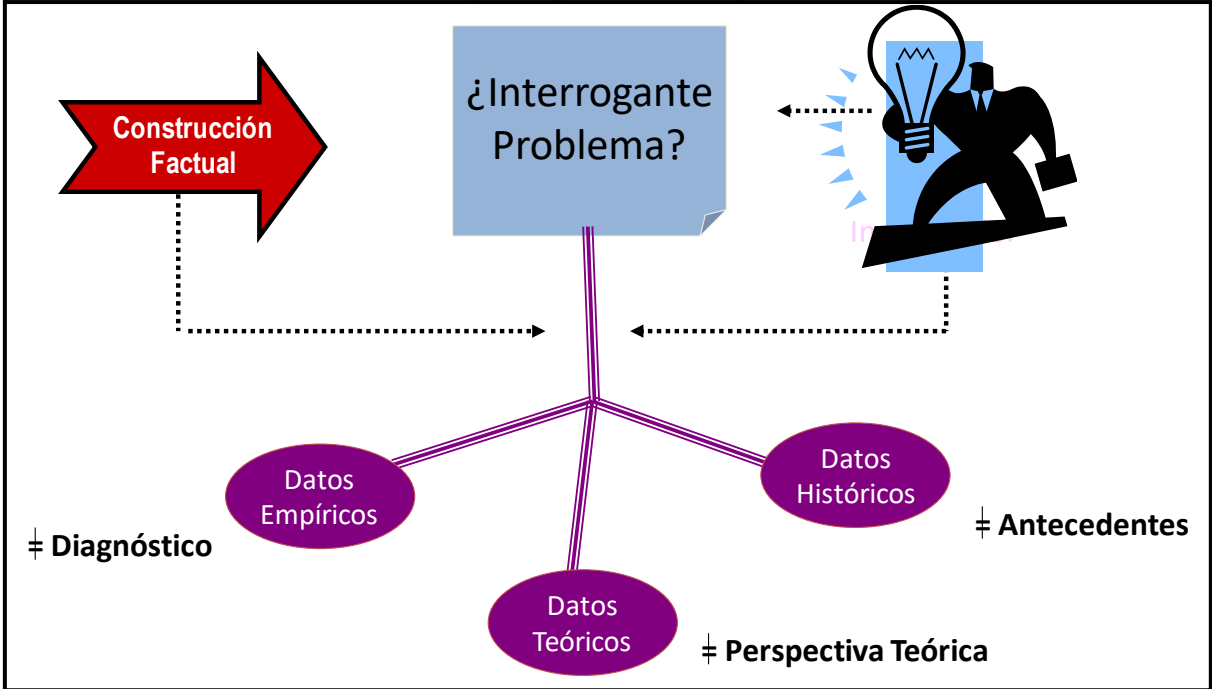 Construcción
Factual
¿Interrogante
Problema?
Datos
Empíricos
Datos
Históricos
Datos
Teóricos
⧧ Diagnóstico
⧧ Antecedentes
⧧ Perspectiva Teórica